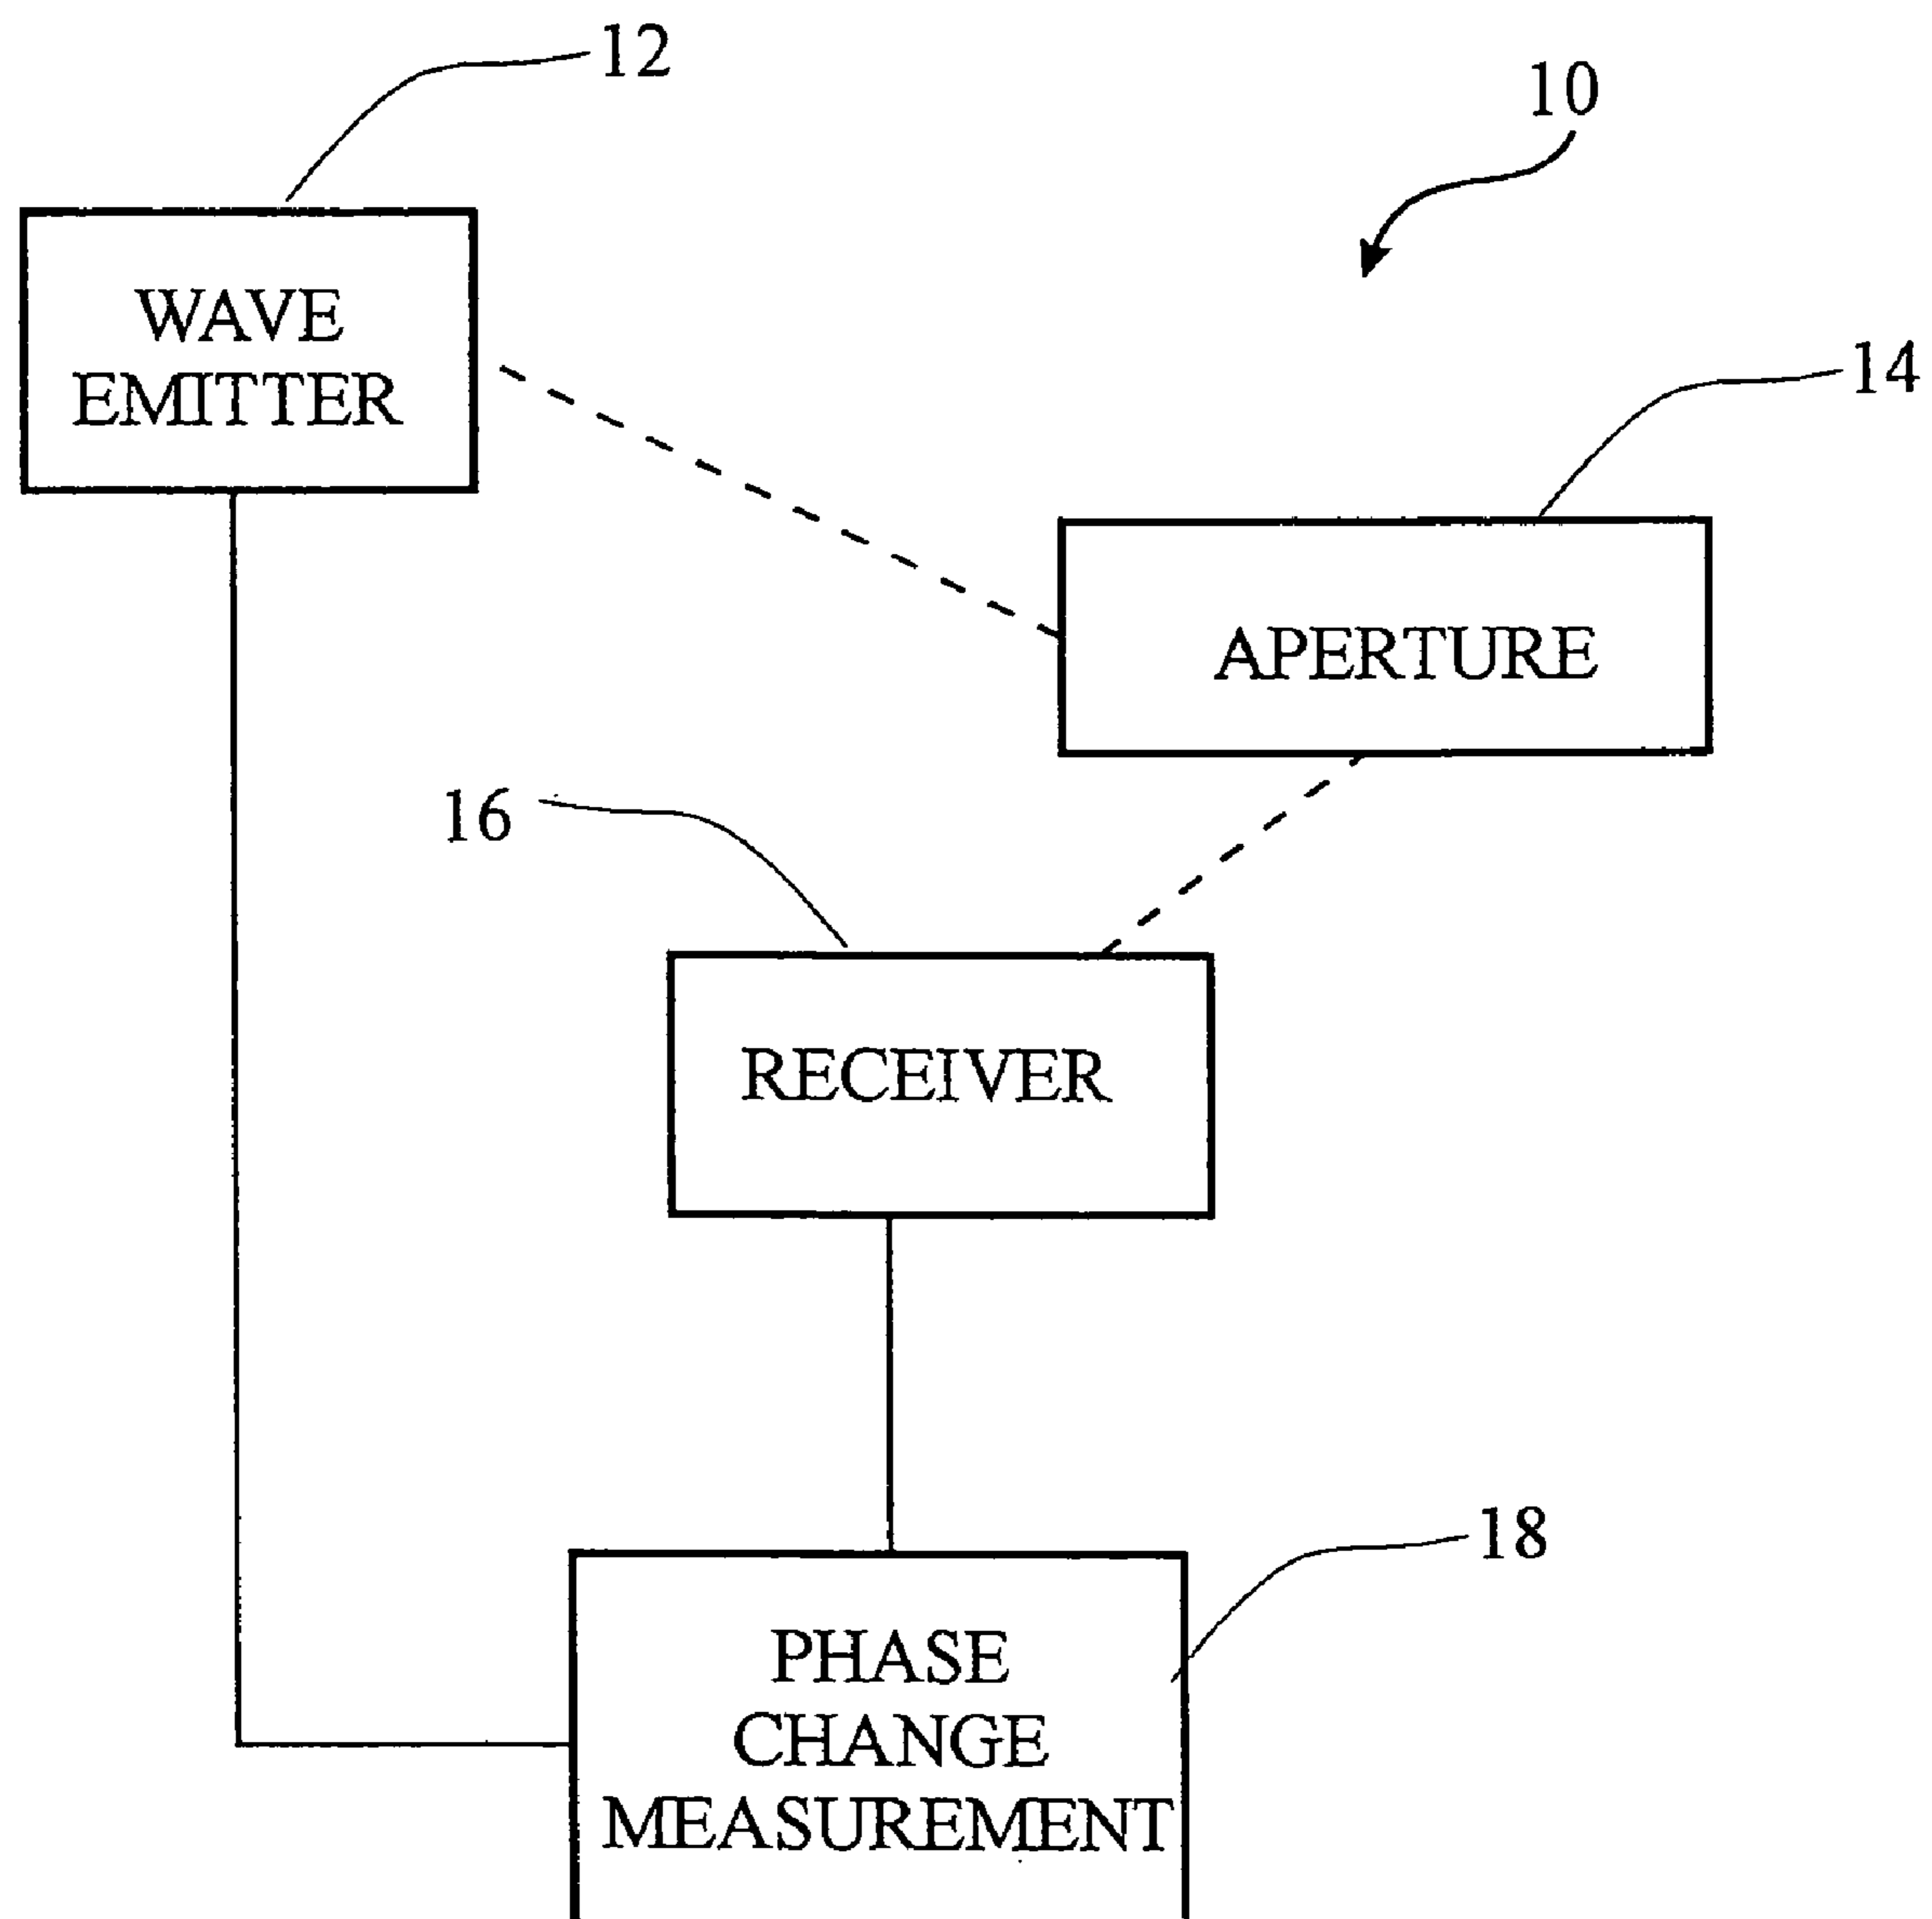 12
10
WAVE
EMITTER
14
APERTURE
16
RECEIVER
18
PHASE
CHANGE
MEASUREMENT